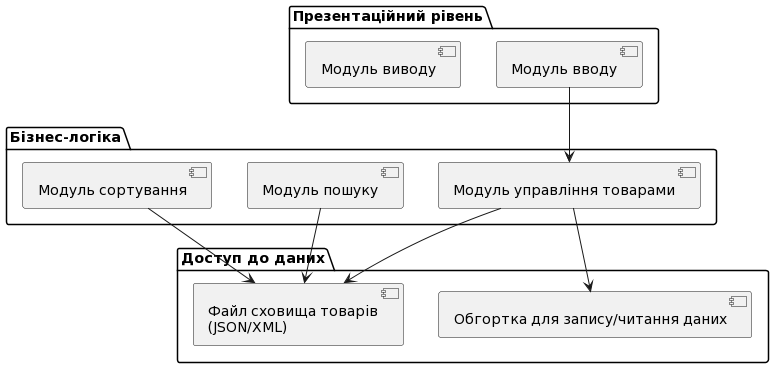 Презентаційний рівень
Модуль виводу
Модуль вводу
Бізнес-логіка
Модуль сортування
Модуль пошуку
Модуль управління товарами
Доступ до даних
Файл сховища товарів
(JSON/XML)
Обгортка для запису/читання даних